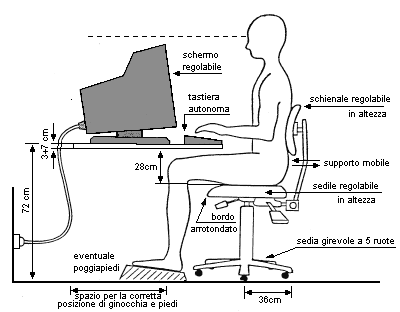 schermo
regolabile
tastiera
autonoma
schienale regolabile
in altezza
3+7 cm
28cm
supporto mobile
72 cm
sedile regolabile
in altezza
bordo
arrotondato
sedia girevole a 5 ruote
eventuale
poggiapiedi
spazio per la corretta
posizione di ginocchia e piedi
36cm